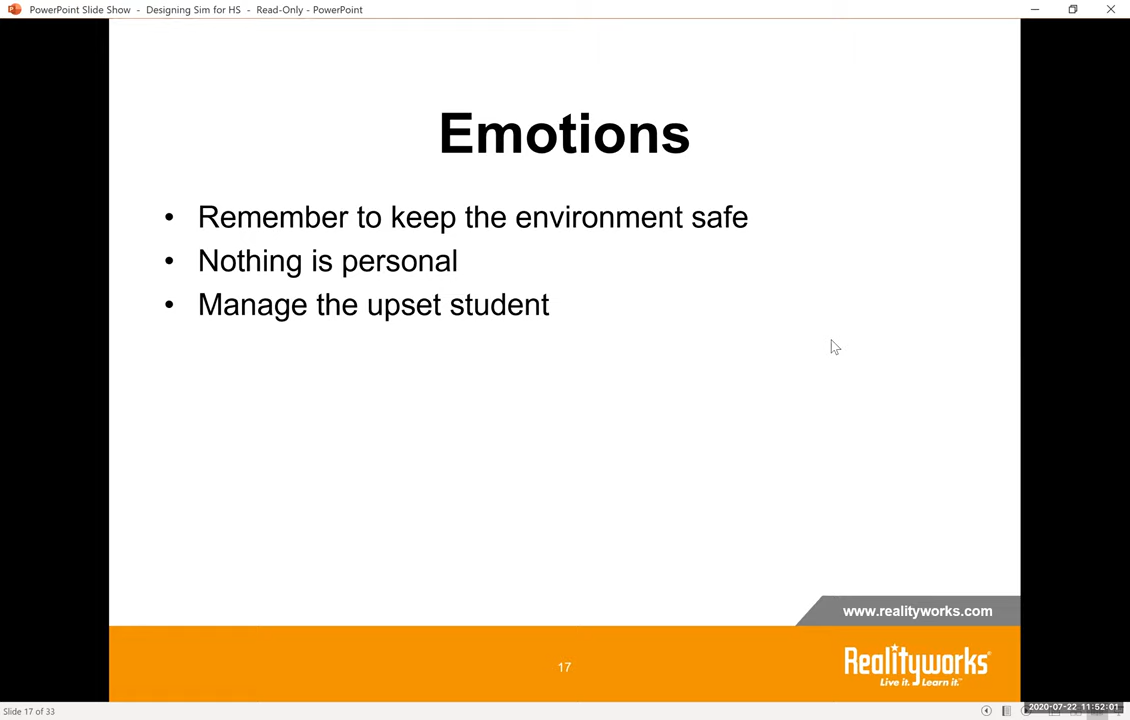 PowerPoint Slide Show - Designing Sim for HS - Read-Only - PowerPoint
Emotions
• Remember to keep the environment safe
• Nothing is personal
• Manage the upset student
www.realityworks.com
17
Realityworks®
Live it. Learn it.™
Slide 17 of 33
2020-07-22 11:52:01